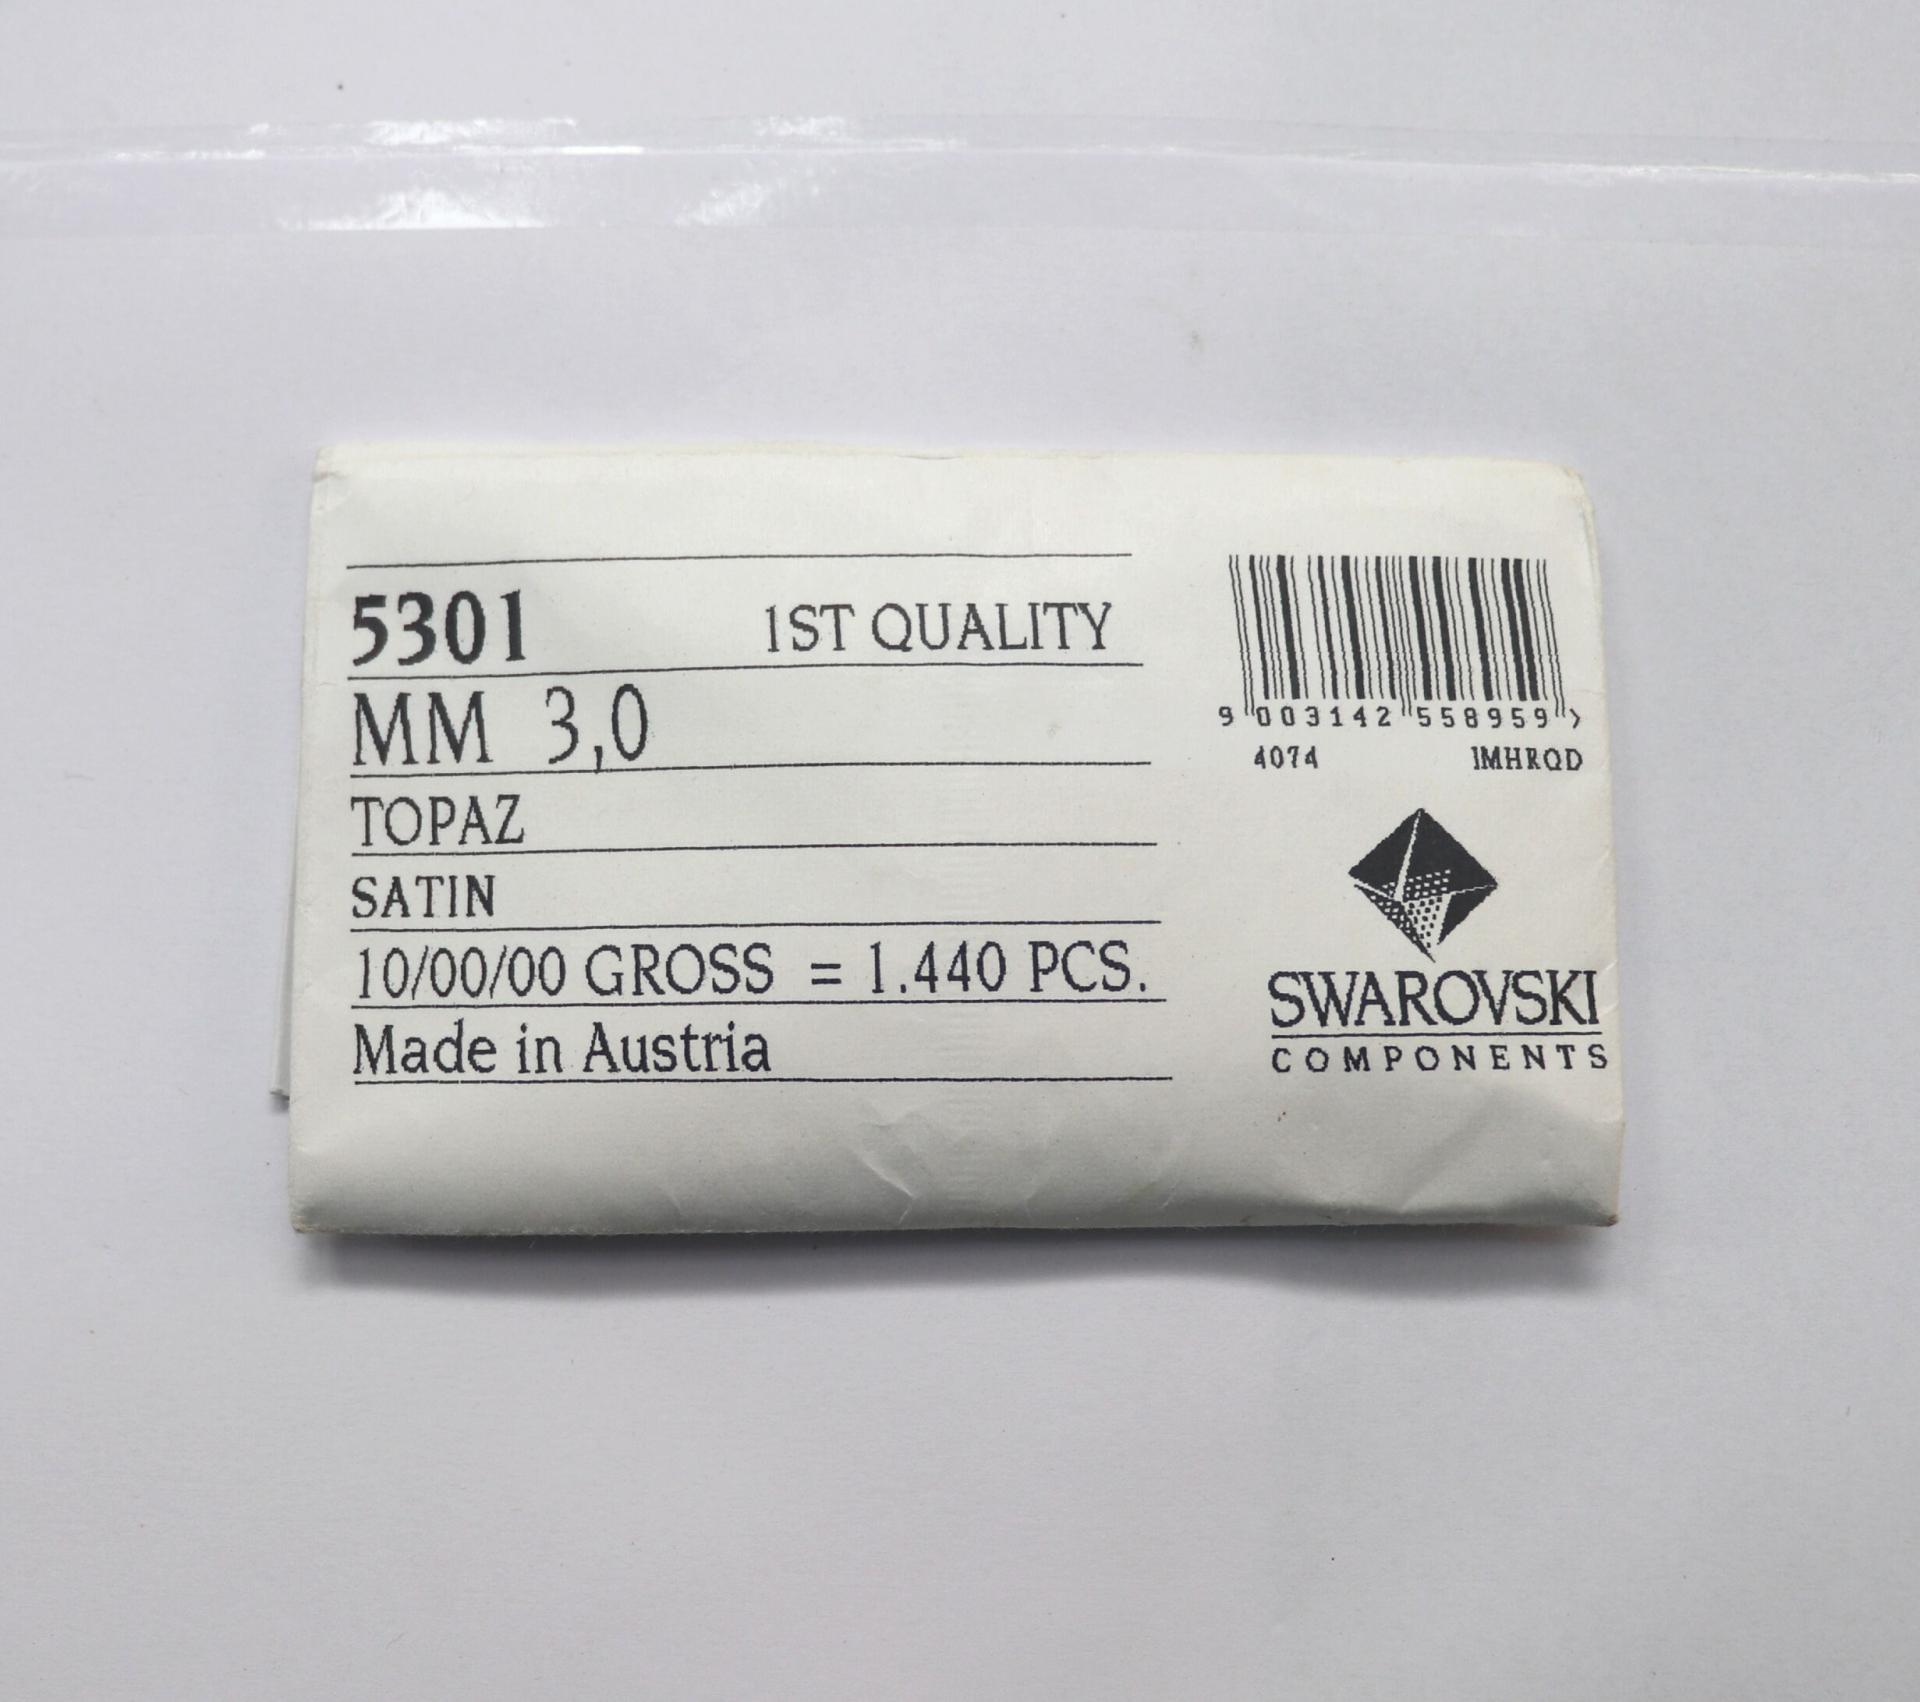 5301 1ST QUALITY
MM 3,0
TOPAZ
SATIN
10/00/00 GROSS = 1.440 PCS.
Made in Austria
9 003142 558959 >
4074 IMHRQD
SWAROVSKI
COMPONENTS